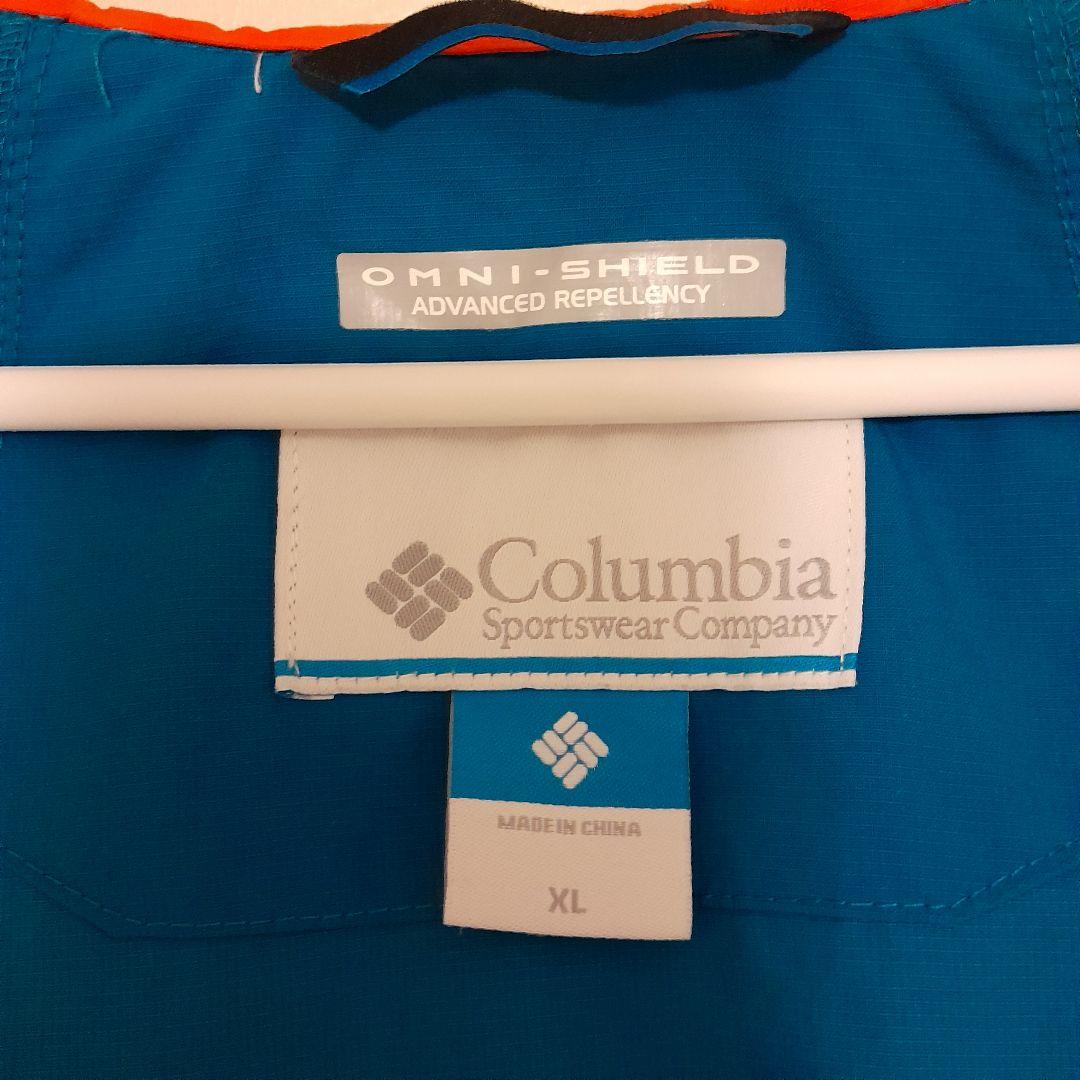 OMNI-SHIELD
ADVANCED REPELLENCY
Columbia
Sportswear Company
MADE IN CHINA
XL